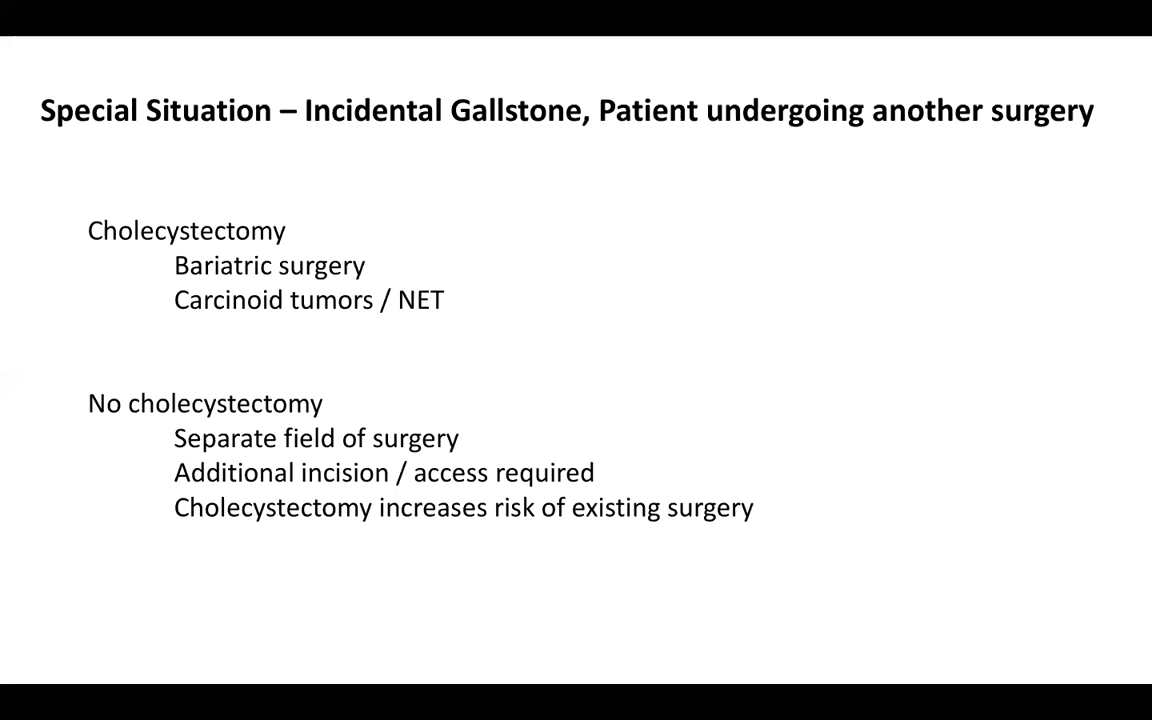 Special Situation – Incidental Gallstone, Patient undergoing another surgery
Cholecystectomy
Bariatric surgery
Carcinoid tumors / NET
No cholecystectomy
Separate field of surgery
Additional incision / access required
Cholecystectomy increases risk of existing surgery